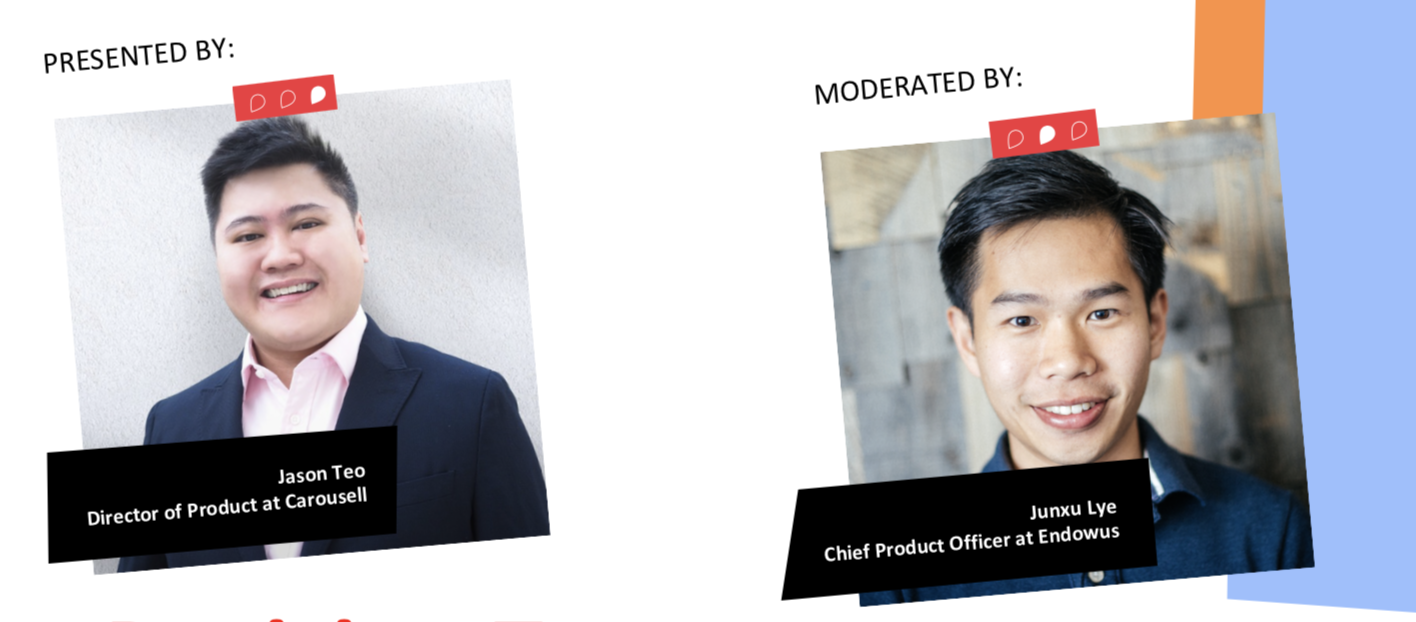 PRESENTED BY:
Jason Teo
Director of Product at Carousell
MODERATED BY:
Junxu Lye
Chief Product Officer at Endowus